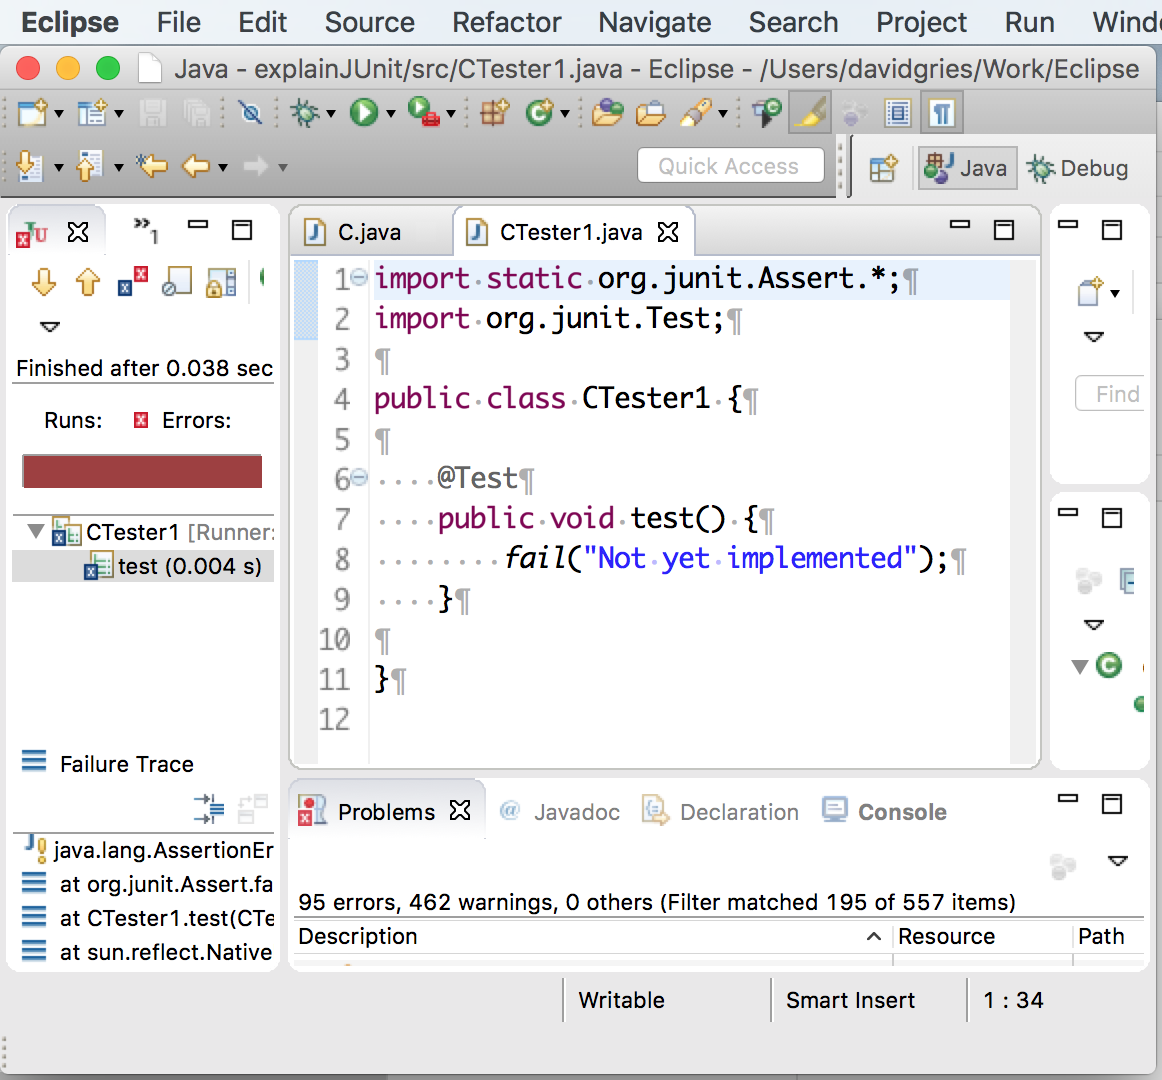 Eclipse File Edit Source Refactor Navigate Search Project Run Windo
Java - explainJUnit/src/CTester1.java - Eclipse - /Users/davidgries/Work/Eclipse
Quick Access
Java
Debug
JU
»1
Finished after 0.038 sec
Runs: Errors:
CTester1 [Runner:
test (0.004 s)
Failure Trace
java.lang.AssertionErr
at org.junit.Assert.fa
at CTester1.test(CTe
at sun.reflect.Native
C.java
CTester1.java
1 import·static·org.junit.Assert.*;¶
2 import·org.junit.Test;¶
3 ¶
4 public·class·CTester1·{¶
5 ¶
6 ····@Test¶
7 ····public·void·test()·{¶
8 ········fail("Not·yet·implemented");¶
9 ····}¶
10 ¶
11 }¶
12
Find
Problems
@ Javadoc
Declaration
Console
95 errors, 462 warnings, 0 others (Filter matched 195 of 557 items)
Description Resource Path
Writable Smart Insert 1 : 34